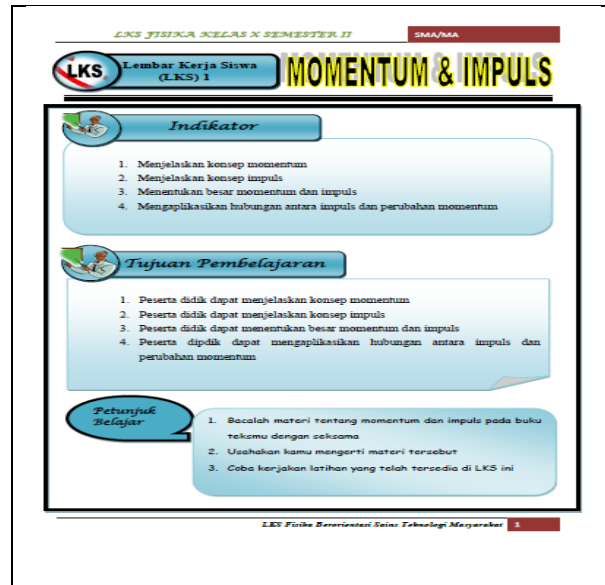 LKS FISIKA KELAS X SEMESTER II
SMA/MA
LKS
Lembar Kerja Siswa
(LKS) 1
MOMENTUM & IMPULS
Indikator
1. Menjelaskan konsep momentum
2. Menjelaskan konsep impuls
3. Menentukan besar momentum dan impuls
4. Mengaplikasikan hubungan antara impuls dan perubahan momentum
Tujuan Pembelajaran
1. Peserta didik dapat menjelaskan konsep momentum
2. Peserta didik dapat menjelaskan konsep impuls
3. Peserta didik dapat menentukan besar momentum dan impuls
4. Peserta dipdik dapat mengaplikasikan hubungan antara impuls dan
perubahan momentum
Petunjuk
Belajar
1. Bacalah materi tentang momentum dan impuls pada buku
teksmu dengan seksama
2. Usahakan kamu mengerti materi tersebut
3. Coba kerjakan latihan yang telah tersedia di LKS ini
LKS Fisika Berorientasi Sains Teknologi Masyarakat 1